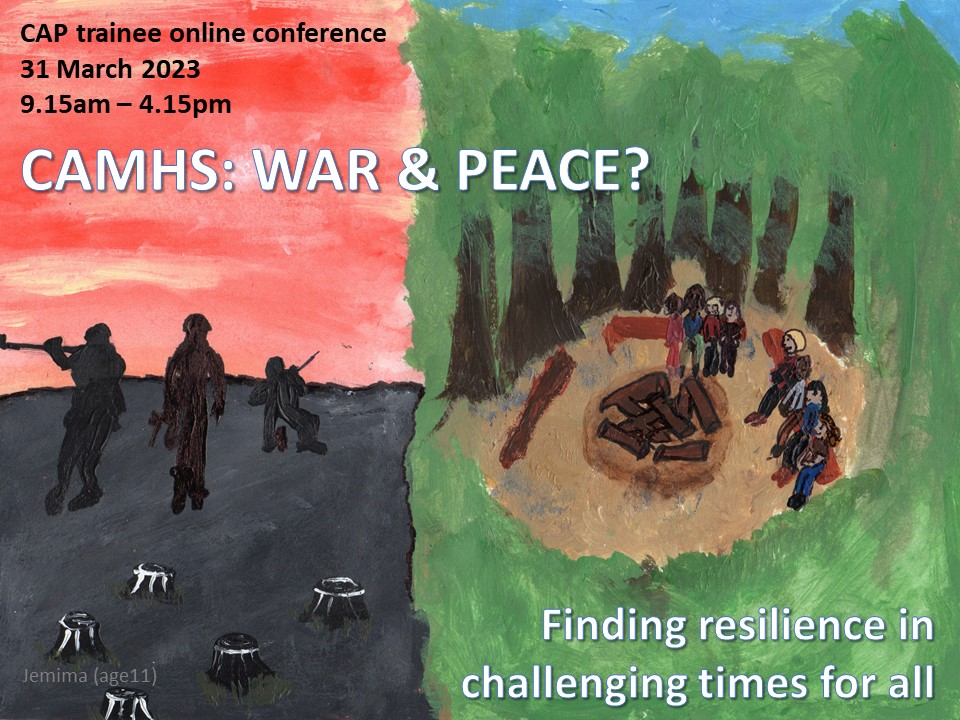 CAP trainee online conference
31 March 2023
9.15am – 4.15pm
CAMHS: WAR & PEACE?
Finding resilience in
challenging times for all
Jemima (age11)